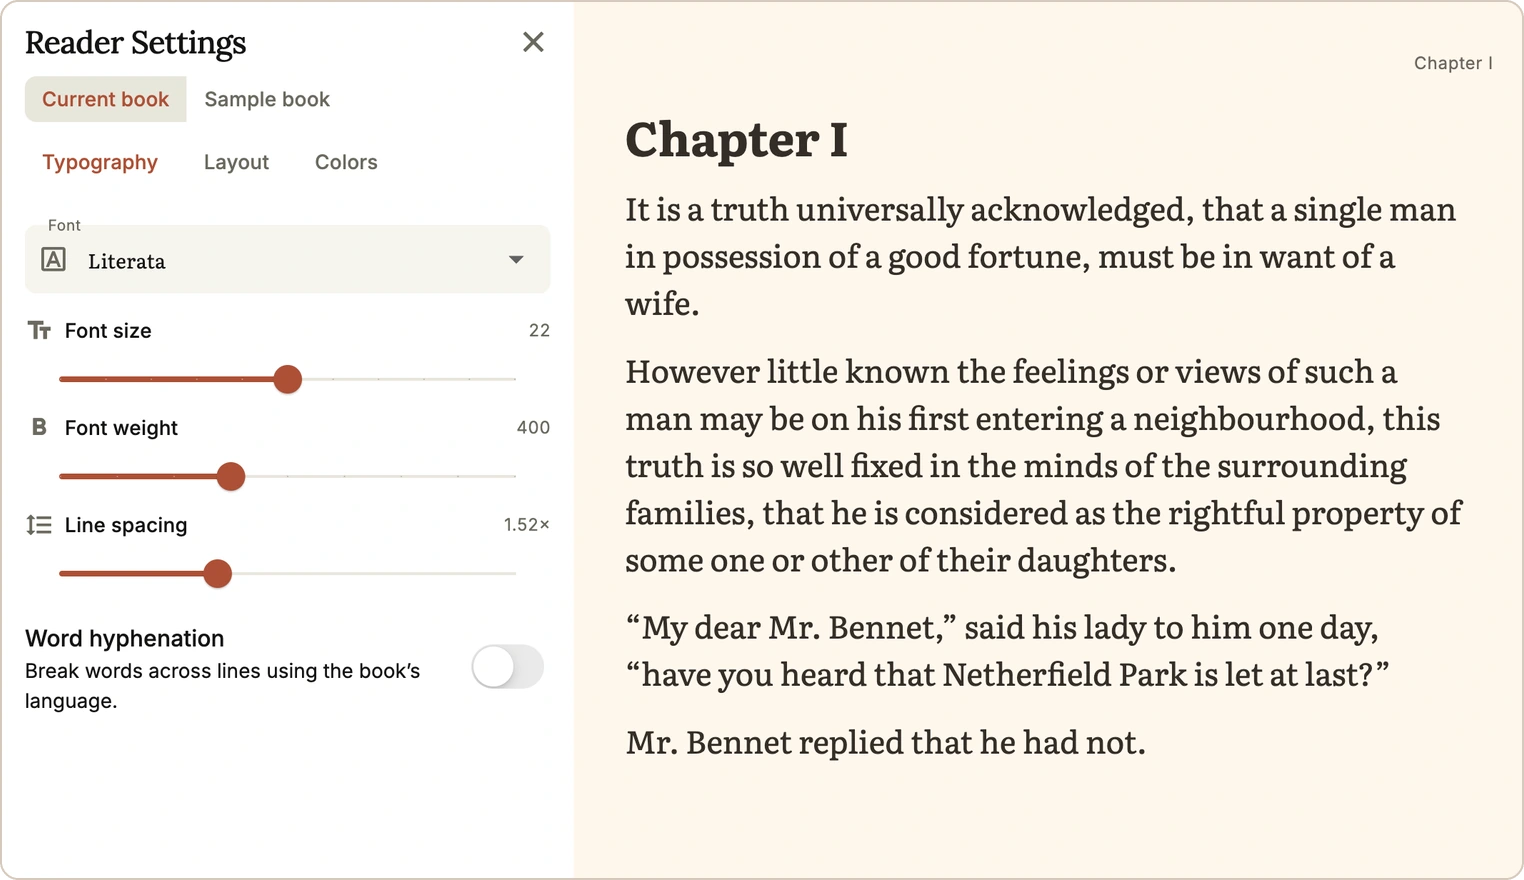 Reader Settings
Current book
Sample book
Typography
Layout
Colors
Font
Literata
Font size
22
Font weight
400
Line spacing
1.52×
Word hyphenation
Break words across lines using the book’s
language.
Chapter I
Chapter I
It is a truth universally acknowledged, that a single man
in possession of a good fortune, must be in want of a
wife.
However little known the feelings or views of such a
man may be on his first entering a neighbourhood, this
truth is so well fixed in the minds of the surrounding
families, that he is considered as the rightful property of
some one or other of their daughters.
“My dear Mr. Bennet,” said his lady to him one day,
“have you heard that Netherfield Park is let at last?”
Mr. Bennet replied that he had not.